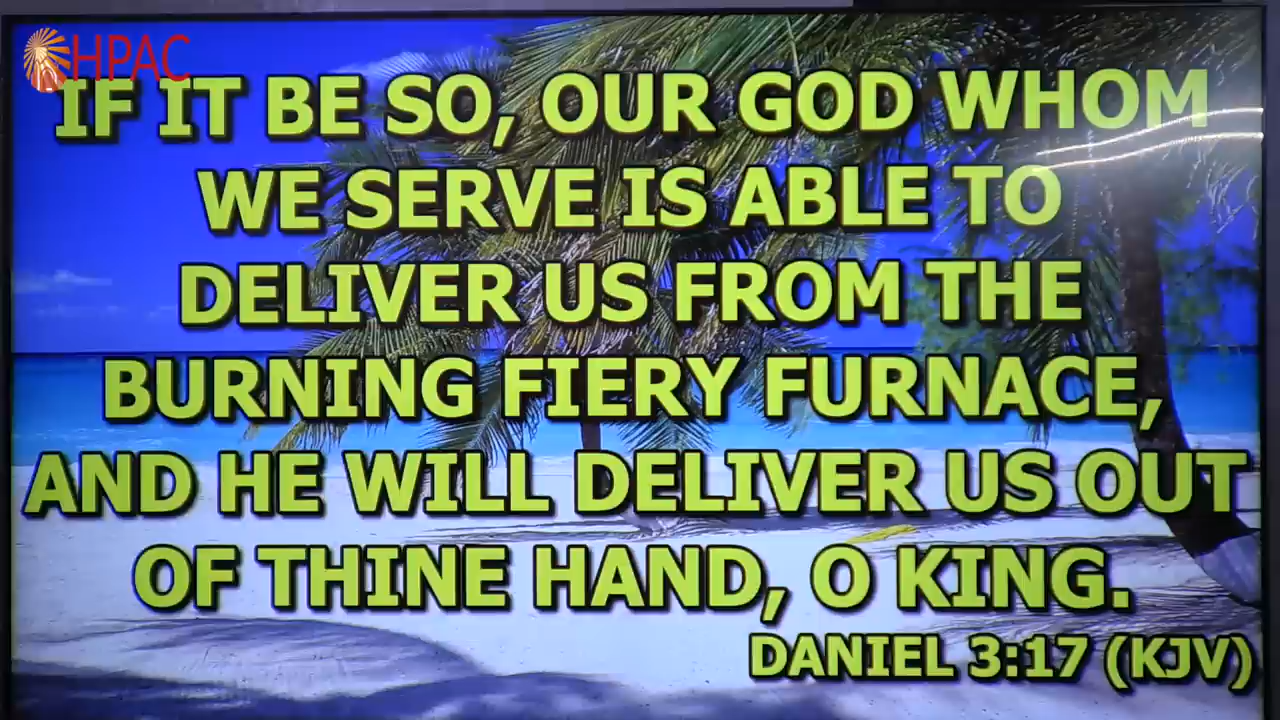 HPAC
IF IT BE SO, OUR GOD WHOM
WE SERVE IS ABLE TO
DELIVER US FROM THE
BURNING FIERY FURNACE,
AND HE WILL DELIVER US OUT
OF THINE HAND, O KING.
DANIEL 3:17 (KJV)